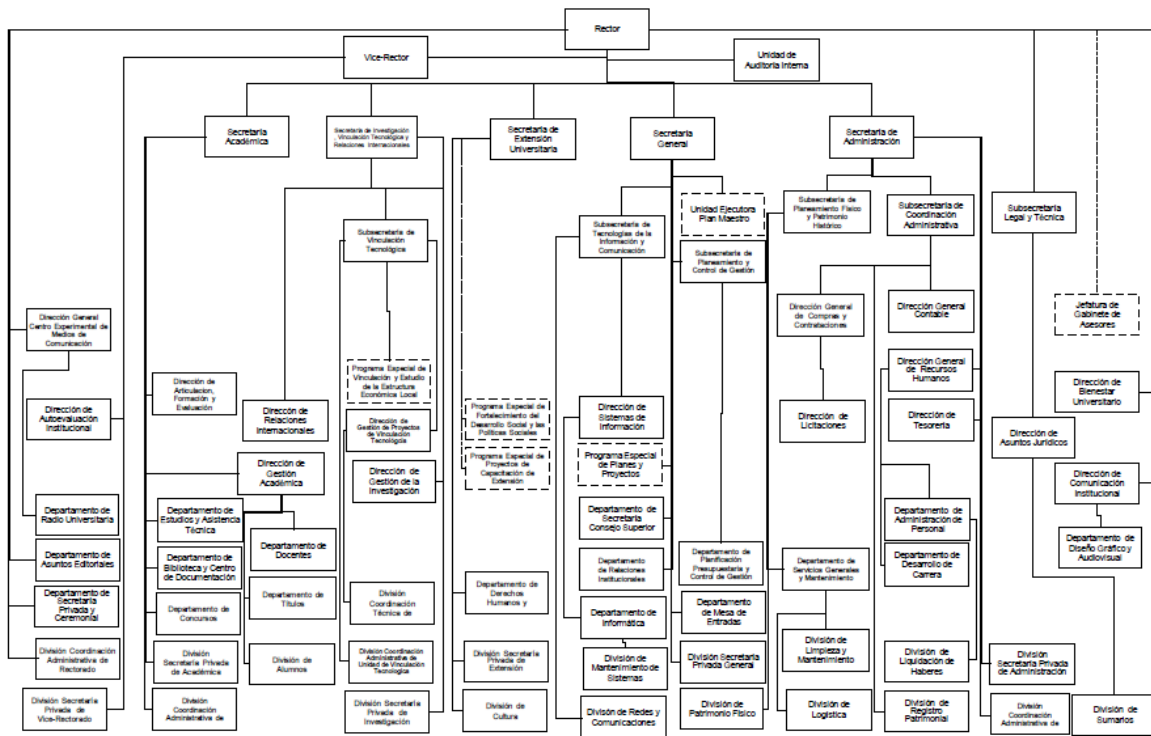 Rector
Vice-Rector
Unidad de
Auditoría Interna
Secretaría
Académica
Secretaría de Investigación
, Vinculación Tecnológica y
Relaciones Internacionales
Secretaría de
Extensión
Universitaria
Secretaría
General
Secretaría de
Administración
Subsecretaría de
Vinculación
Tecnológica
Subsecretaría de
Tecnologías de la
Información y
Comunicación
Unidad Ejecutora
Plan Maestro
Subsecretaría de
Planeamiento y
Control de Gestión
Subsecretaría de
Planeamiento Físico
y Patrimonio
Histórico
Subsecretaría de
Coordinación
Administrativa
Subsecretaría
Legal y Técnica
Dirección General
Centro Experimental de
Medios de
Comunicación
Dirección General
de Compras y
Contrataciones
Dirección General
Contable
Jefatura de
Gabinete de
Asesores
Dirección de
Autoevaluación
Institucional
Dirección de
Articulacion,
Formación y
Evaluación
Dirección de
Relaciones
Internacionales
Programa Especial de
Vinculación y Estudio
de la Estructura
Económica Local
Dirección de
Gestión de Proyectos
de Vinculación
Tecnológia
Programa Especial de
Fortalecimiento del
Desarrollo Social y las
Políticas Sociales
Dirección de
Sistemas de
Información
Dirección de
Licitaciones
Dirección General
de Recursos
Humanos
Dirección de
Tesorería
Dirección de
Bienestar
Universitario
Dirección de
Asuntos Jurídicos
Dirección de
Gestión
Académica
Dirección de
Gestión de la
Investigación
Programa Especial
de Proyectos de
Capacitación de
Extensión
Programa Especial
de Planes y
Proyectos
Dirección de
Comunicación
Institucional
Departamento de
Radio Universitaria
Departamento de
Estudios y Asistencia
Técnica
Departamento de
Docentes
Departamento de
Secretaría
Consejo Superior
Departamento de
Administración de
Personal
Departamento de
Diseño Gráfico y
Audiovisual
Departamento de
Asuntos Editoriales
Departamento de
Biblioteca y Centro
de Documentación
Departamento
de Relaciones
Institucionales
Departamento de
Planificación
Presupuestaria y
Control de Gestión
Departamento de
Servicios Generales
y Mantenimiento
Departamento de
Desarrollo de
Carrera
Departamento de
Secretaría
Privada y
Ceremonial
Departamento de
Concursos
Departamento
de Títulos
División
Coordinación
Técnica de
Departamento de
Derechos
Humanos y
Departamento de
Informática
Departamento
de Mesa de
Entradas
División Coordinación
Administrativa de
Rectorado
División
Secretaría Privada
de Académica
División de
Alumnos
División Coordinación
Administrativa de
Unidad de Vinculación
Tecnologica
División Secretaría
Privada de
Extensión
División de
Mantenimiento de
Sistemas
División Secretaría
Privada General
División de
Limpieza y
Mantenimiento
División de
Liquidación de
Haberes
División
Secretaría Privada
de Administración
División Secretaría
Privada de
Vice-Rectorado
División
Coordinación
Administrativa de
División Secretaría
Privada de
Investigación
División de
Cultura
División de Redes y
Comunicaciones
División de
Patrimonio Físico
División de
Logística
División de
Registro
Patrimonial
División
Coordinación
Administrativa de
División de
Sumarios